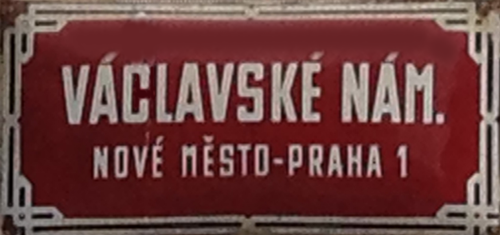 VÁCLAVSKÉ NÁM.
NOVÉ MĚSTO-PRAHA 1